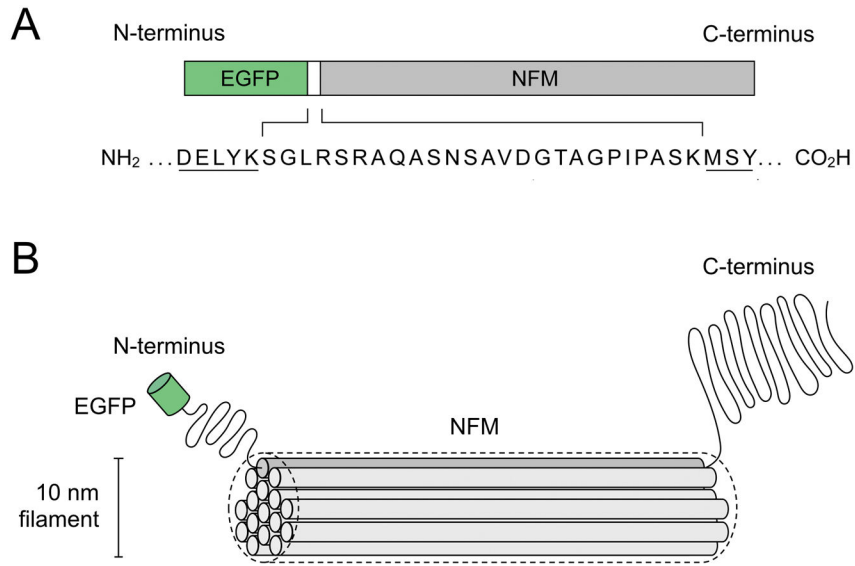 A
N-terminus C-terminus
EGFP NFM
NH₂ ...DELYKSGLRSRAQASNSAVDGTAGPIPASKMSY... CO₂H
B
C-terminus
N-terminus
EGFP
NFM
10 nm
filament